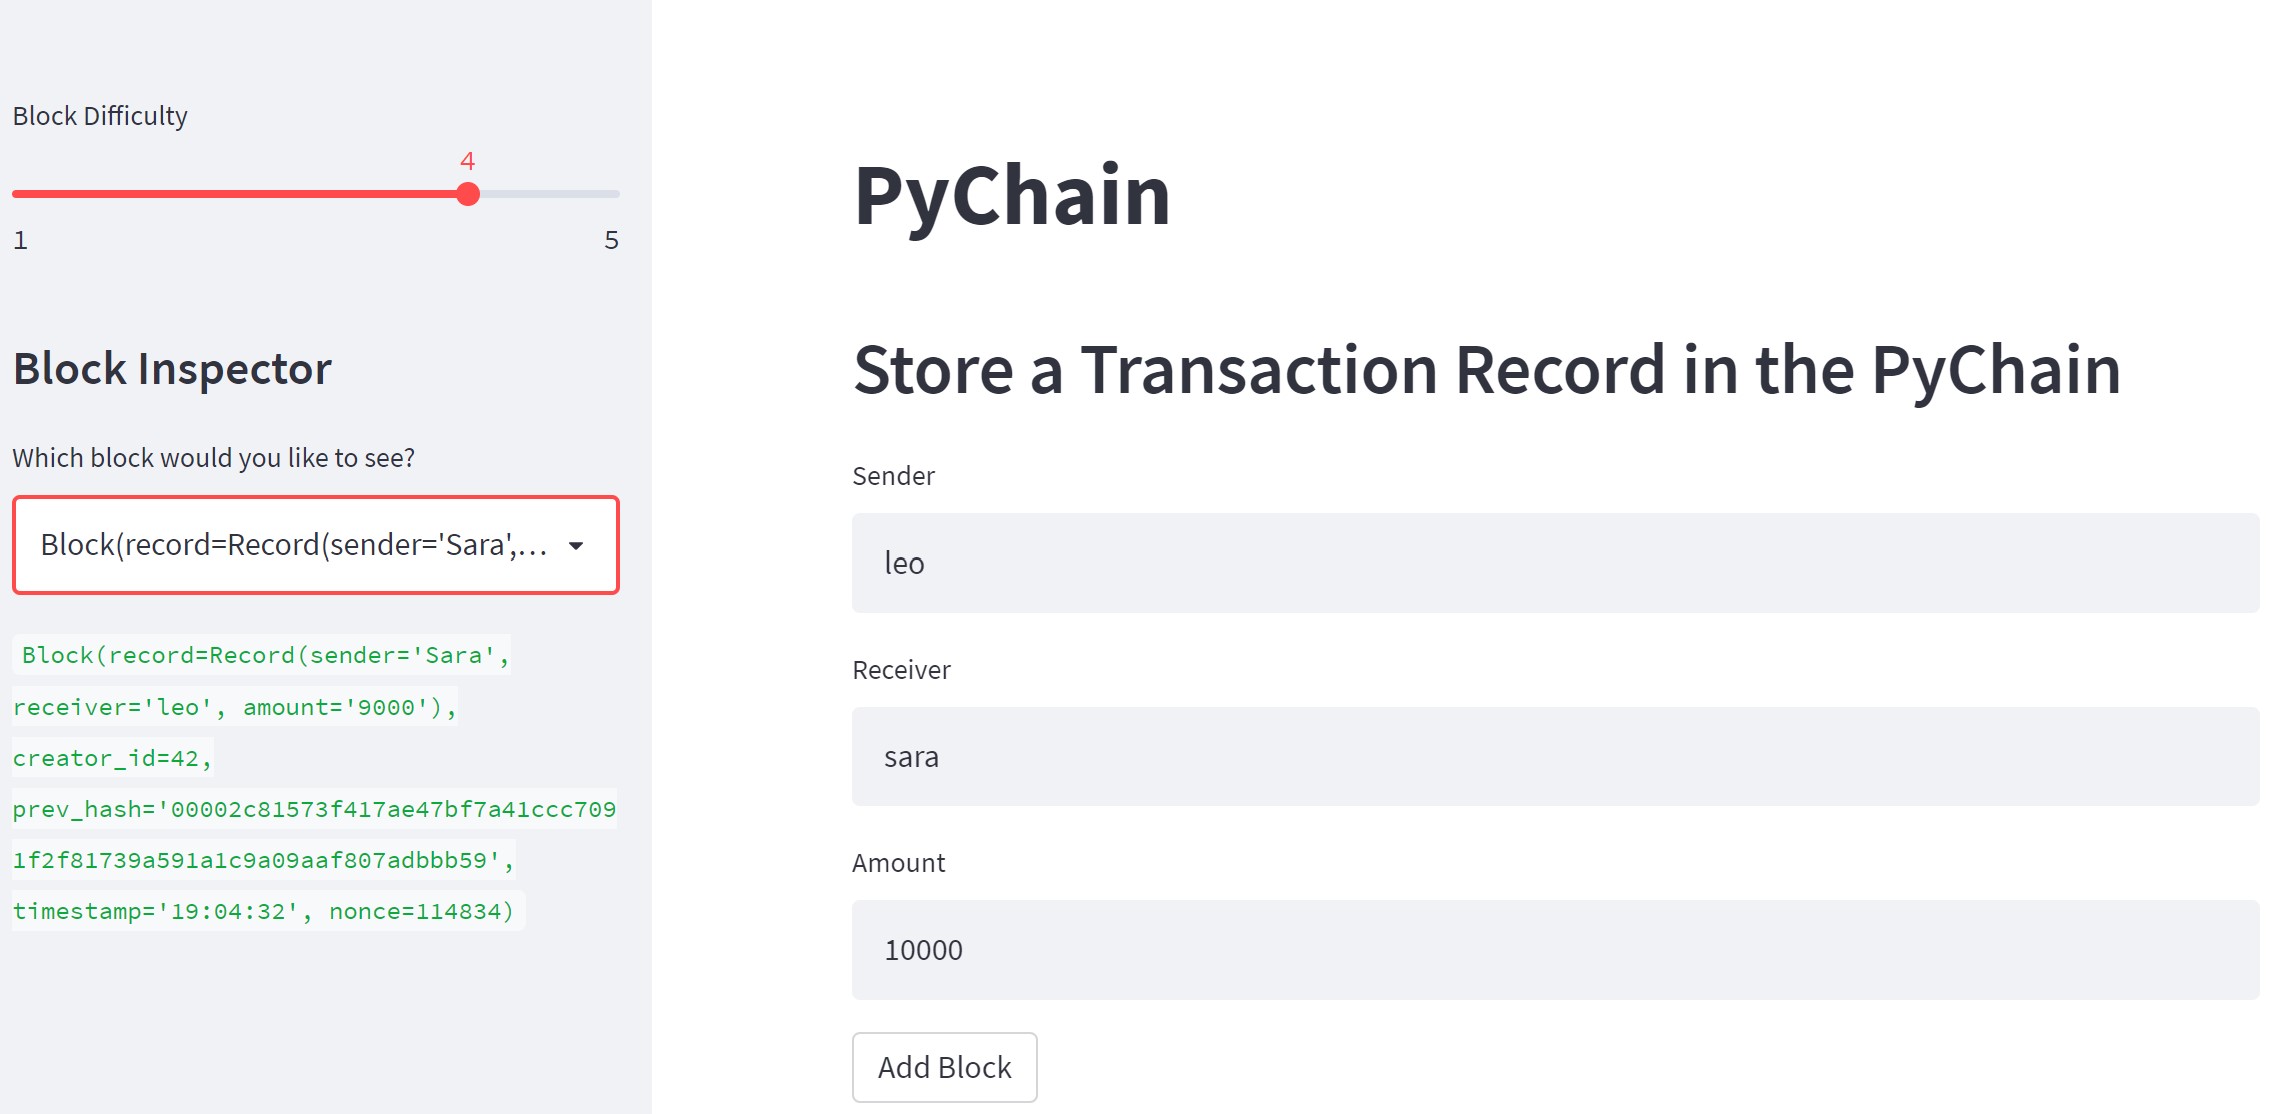 Block Difficulty
4
1
5
Block Inspector
Which block would you like to see?
Block(record=Record(sender='Sara',...
Block(record=Record(sender='Sara',
receiver='leo', amount='9000'),
creator_id=42,
prev_hash='00002c81573f417ae47bf7a41ccc709
1f2f81739a591a1c9a09aaf807adbbb59',
timestamp='19:04:32', nonce=114834)
PyChain
Store a Transaction Record in the PyChain
Sender
leo
Receiver
sara
Amount
10000
Add Block